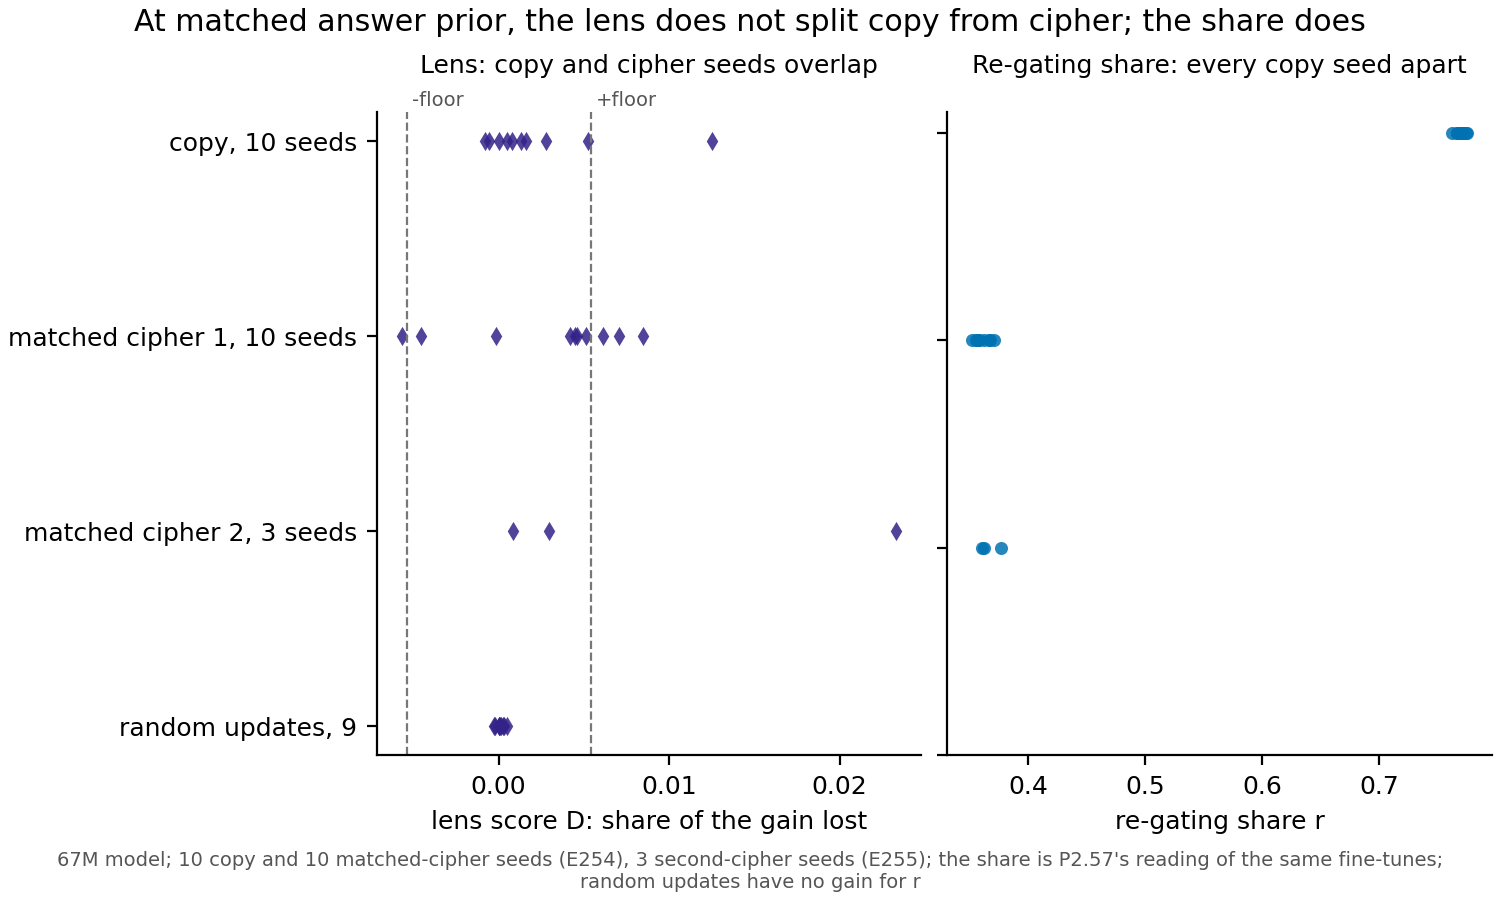 At matched answer prior, the lens does not split copy from cipher; the share does
Lens: copy and cipher seeds overlap
Re-gating share: every copy seed apart
-floor
+floor
copy, 10 seeds
matched cipher 1, 10 seeds
matched cipher 2, 3 seeds
random updates, 9
0.00
0.01
0.02
0.4
0.5
0.6
0.7
lens score D: share of the gain lost
re-gating share r
67M model; 10 copy and 10 matched-cipher seeds (E254), 3 second-cipher seeds (E255); the share is P2.57's reading of the same fine-tunes;
random updates have no gain for r